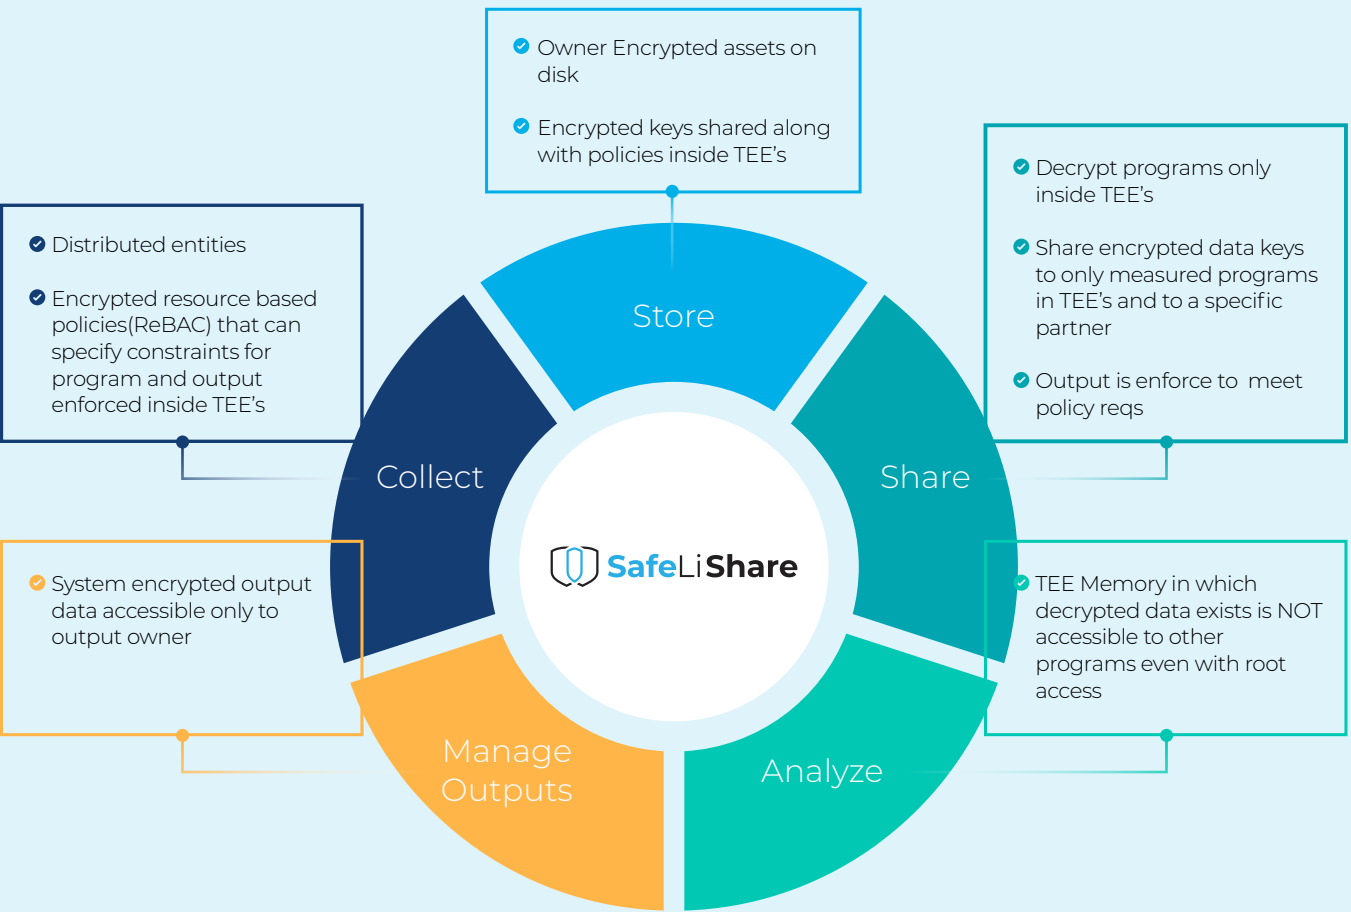 Owner Encrypted assets on
disk
Encrypted keys shared along
with policies inside TEE's
Decrypt programs only
inside TEE's
Share encrypted data keys
to only measured programs
in TEE's and to a specific
partner
Output is enforce to meet
policy reqs
Distributed entities
Encrypted resource based
policies(ReBAC) that can
specify constraints for
program and output
enforced inside TEE's
Store
Collect
Share
SafeLiShare
System encrypted output
data accessible only to
output owner
TEE Memory in which
decrypted data exists is NOT
accessible to other
programs even with root
access
Manage
Outputs
Analyze